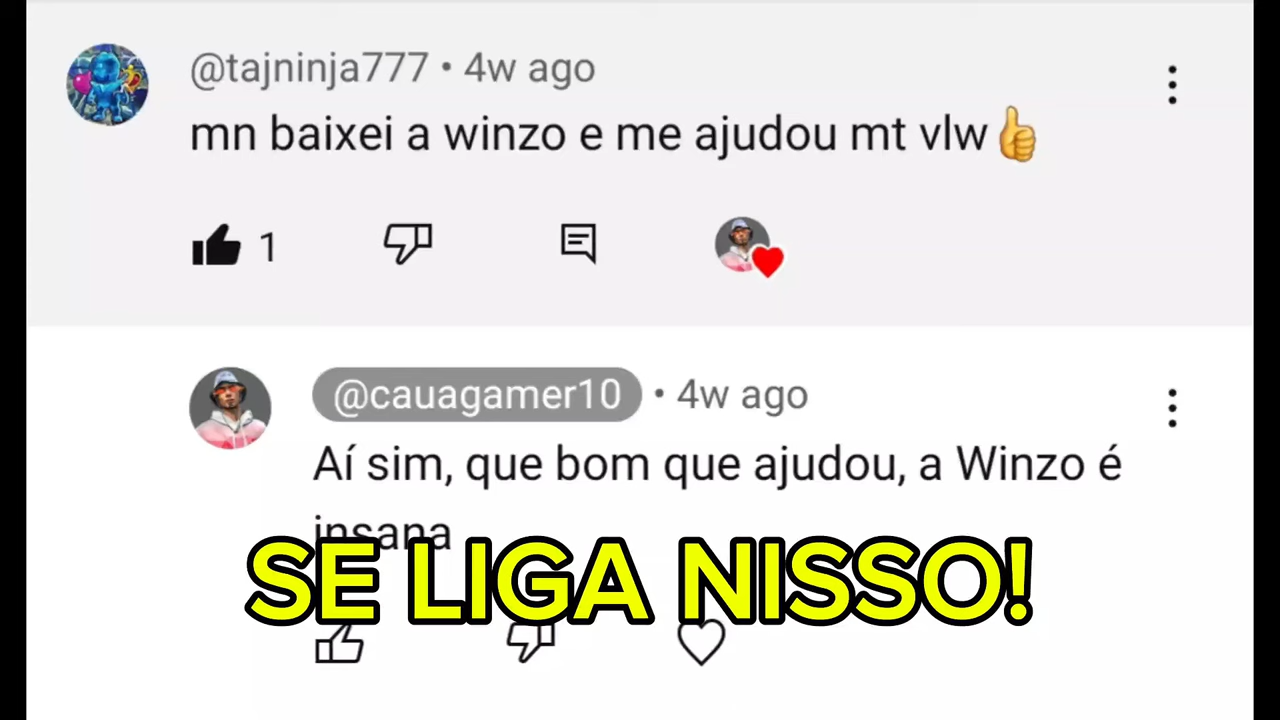 @tajninja777 • 4w ago
mn baixei a winzo e me ajudou mt vlw👍
1
@cauagamer10 • 4w ago
Aí sim, que bom que ajudou, a Winzo é
insana
SE LIGA NISSO!